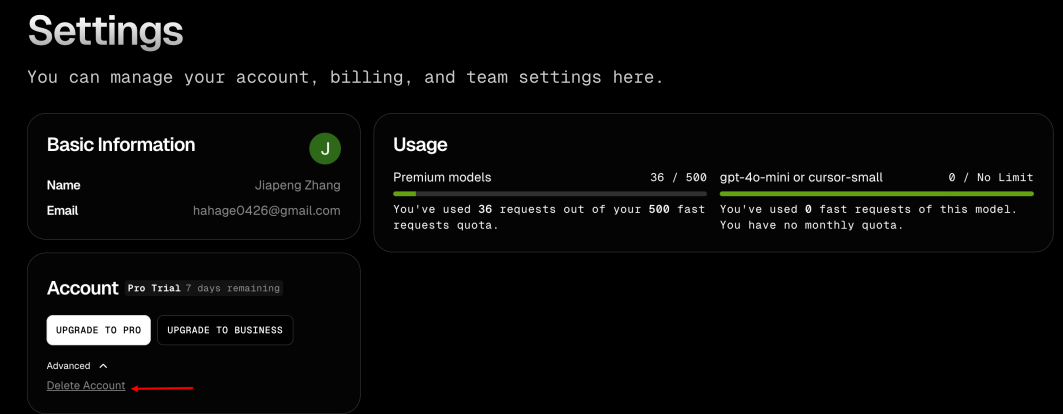 Settings
You can manage your account, billing, and team settings here.
Basic Information
J
Name Jiapeng Zhang
Email hahage0426@gmail.com
Usage
Premium models 36 / 500
You've used 36 requests out of your 500 fast
requests quota.
gpt-4o-mini or cursor-small 0 / No Limit
You've used 0 fast requests of this model.
You have no monthly quota.
Account Pro Trial 7 days remaining
UPGRADE TO PRO UPGRADE TO BUSINESS
Advanced
Delete Account